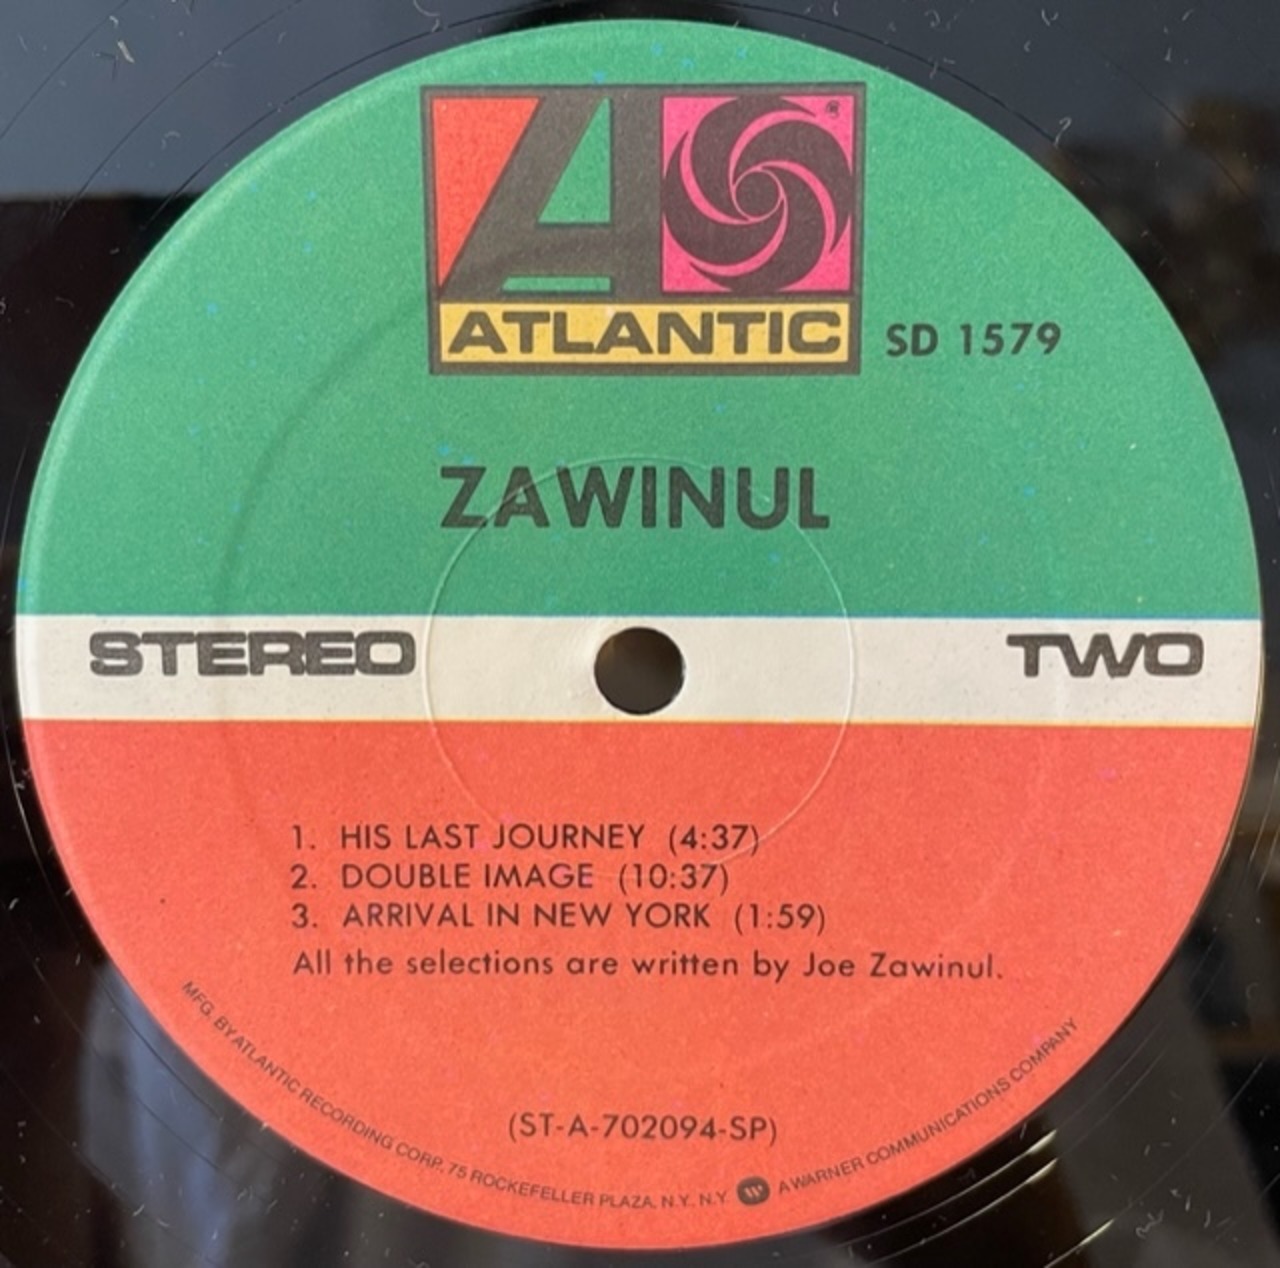 A
®
ATLANTIC
SD 1579
ZAWINUL
STEREO
TWO
1. HIS LAST JOURNEY (4:37)
2. DOUBLE IMAGE (10:37)
3. ARRIVAL IN NEW YORK (1:59)
All the selections are written by Joe Zawinul.
(ST-A-702094-SP)
MFG. BY ATLANTIC RECORDING CORP., 75 ROCKEFELLER PLAZA, N.Y., N.Y. A WARNER COMMUNICATIONS COMPANY